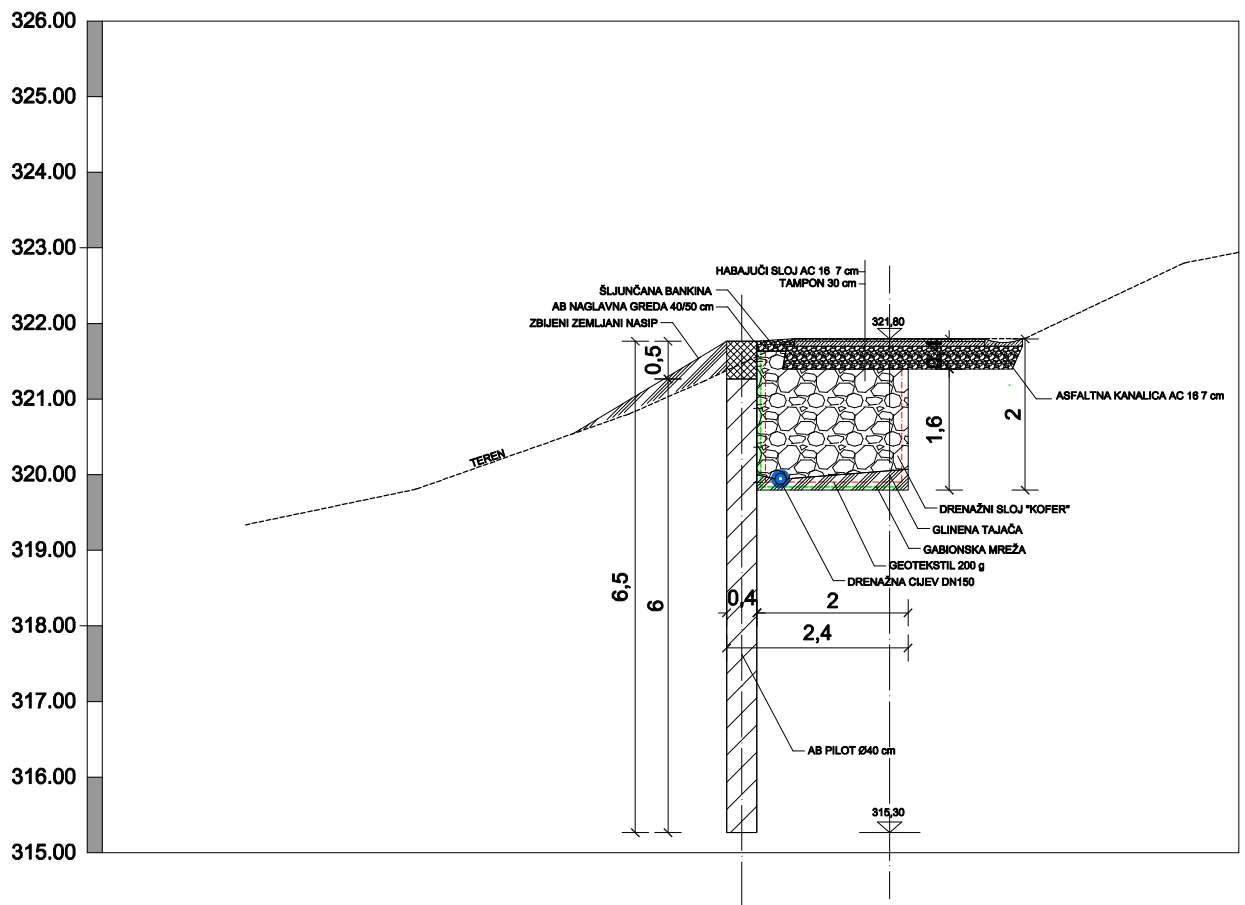 326.00
325.00
324.00
323.00
322.00
321.00
320.00
319.00
318.00
317.00
316.00
315.00
HABAJUĆI SLOJ AC 16 7 cm
TAMPON 30 cm
ŠLJUNČANA BANKINA
AB NAGLAVNA GREDA 40/50 cm
ZBIJENI ZEMLJANI NASIP
321,80
0,5
0,4
ASFALTNA KANALICA AC 16 7 cm
1,6
2
TEREN
DRENAŽNI SLOJ "KOFER"
GLINENA TAJAČA
GABIONSKA MREŽA
GEOTEKSTIL 200 g
DRENAŽNA CIJEV DN150
6,5
6
0,4
2
2,4
AB PILOT Ø40 cm
315,30